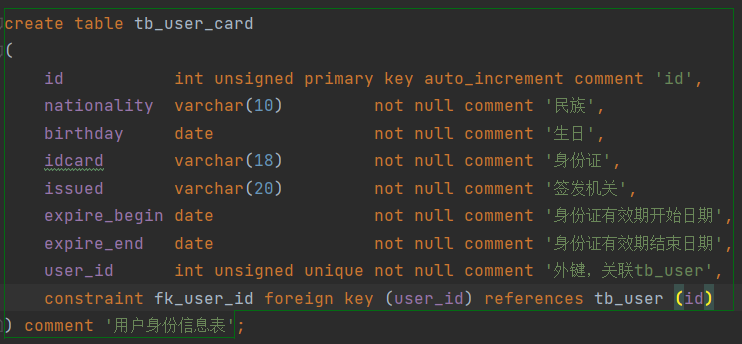 create table tb_user_card
(
id int unsigned primary key auto_increment comment 'id',
nationality varchar(10) not null comment '民族',
birthday date not null comment '生日',
idcard varchar(18) not null comment '身份证',
issued varchar(20) not null comment '签发机关',
expire_begin date not null comment '身份证有效期开始日期',
expire_end date not null comment '身份证有效期结束日期',
user_id int unsigned unique not null comment '外键，关联tb_user',
constraint fk_user_id foreign key (user_id) references tb_user (id)
) comment '用户身份信息表';